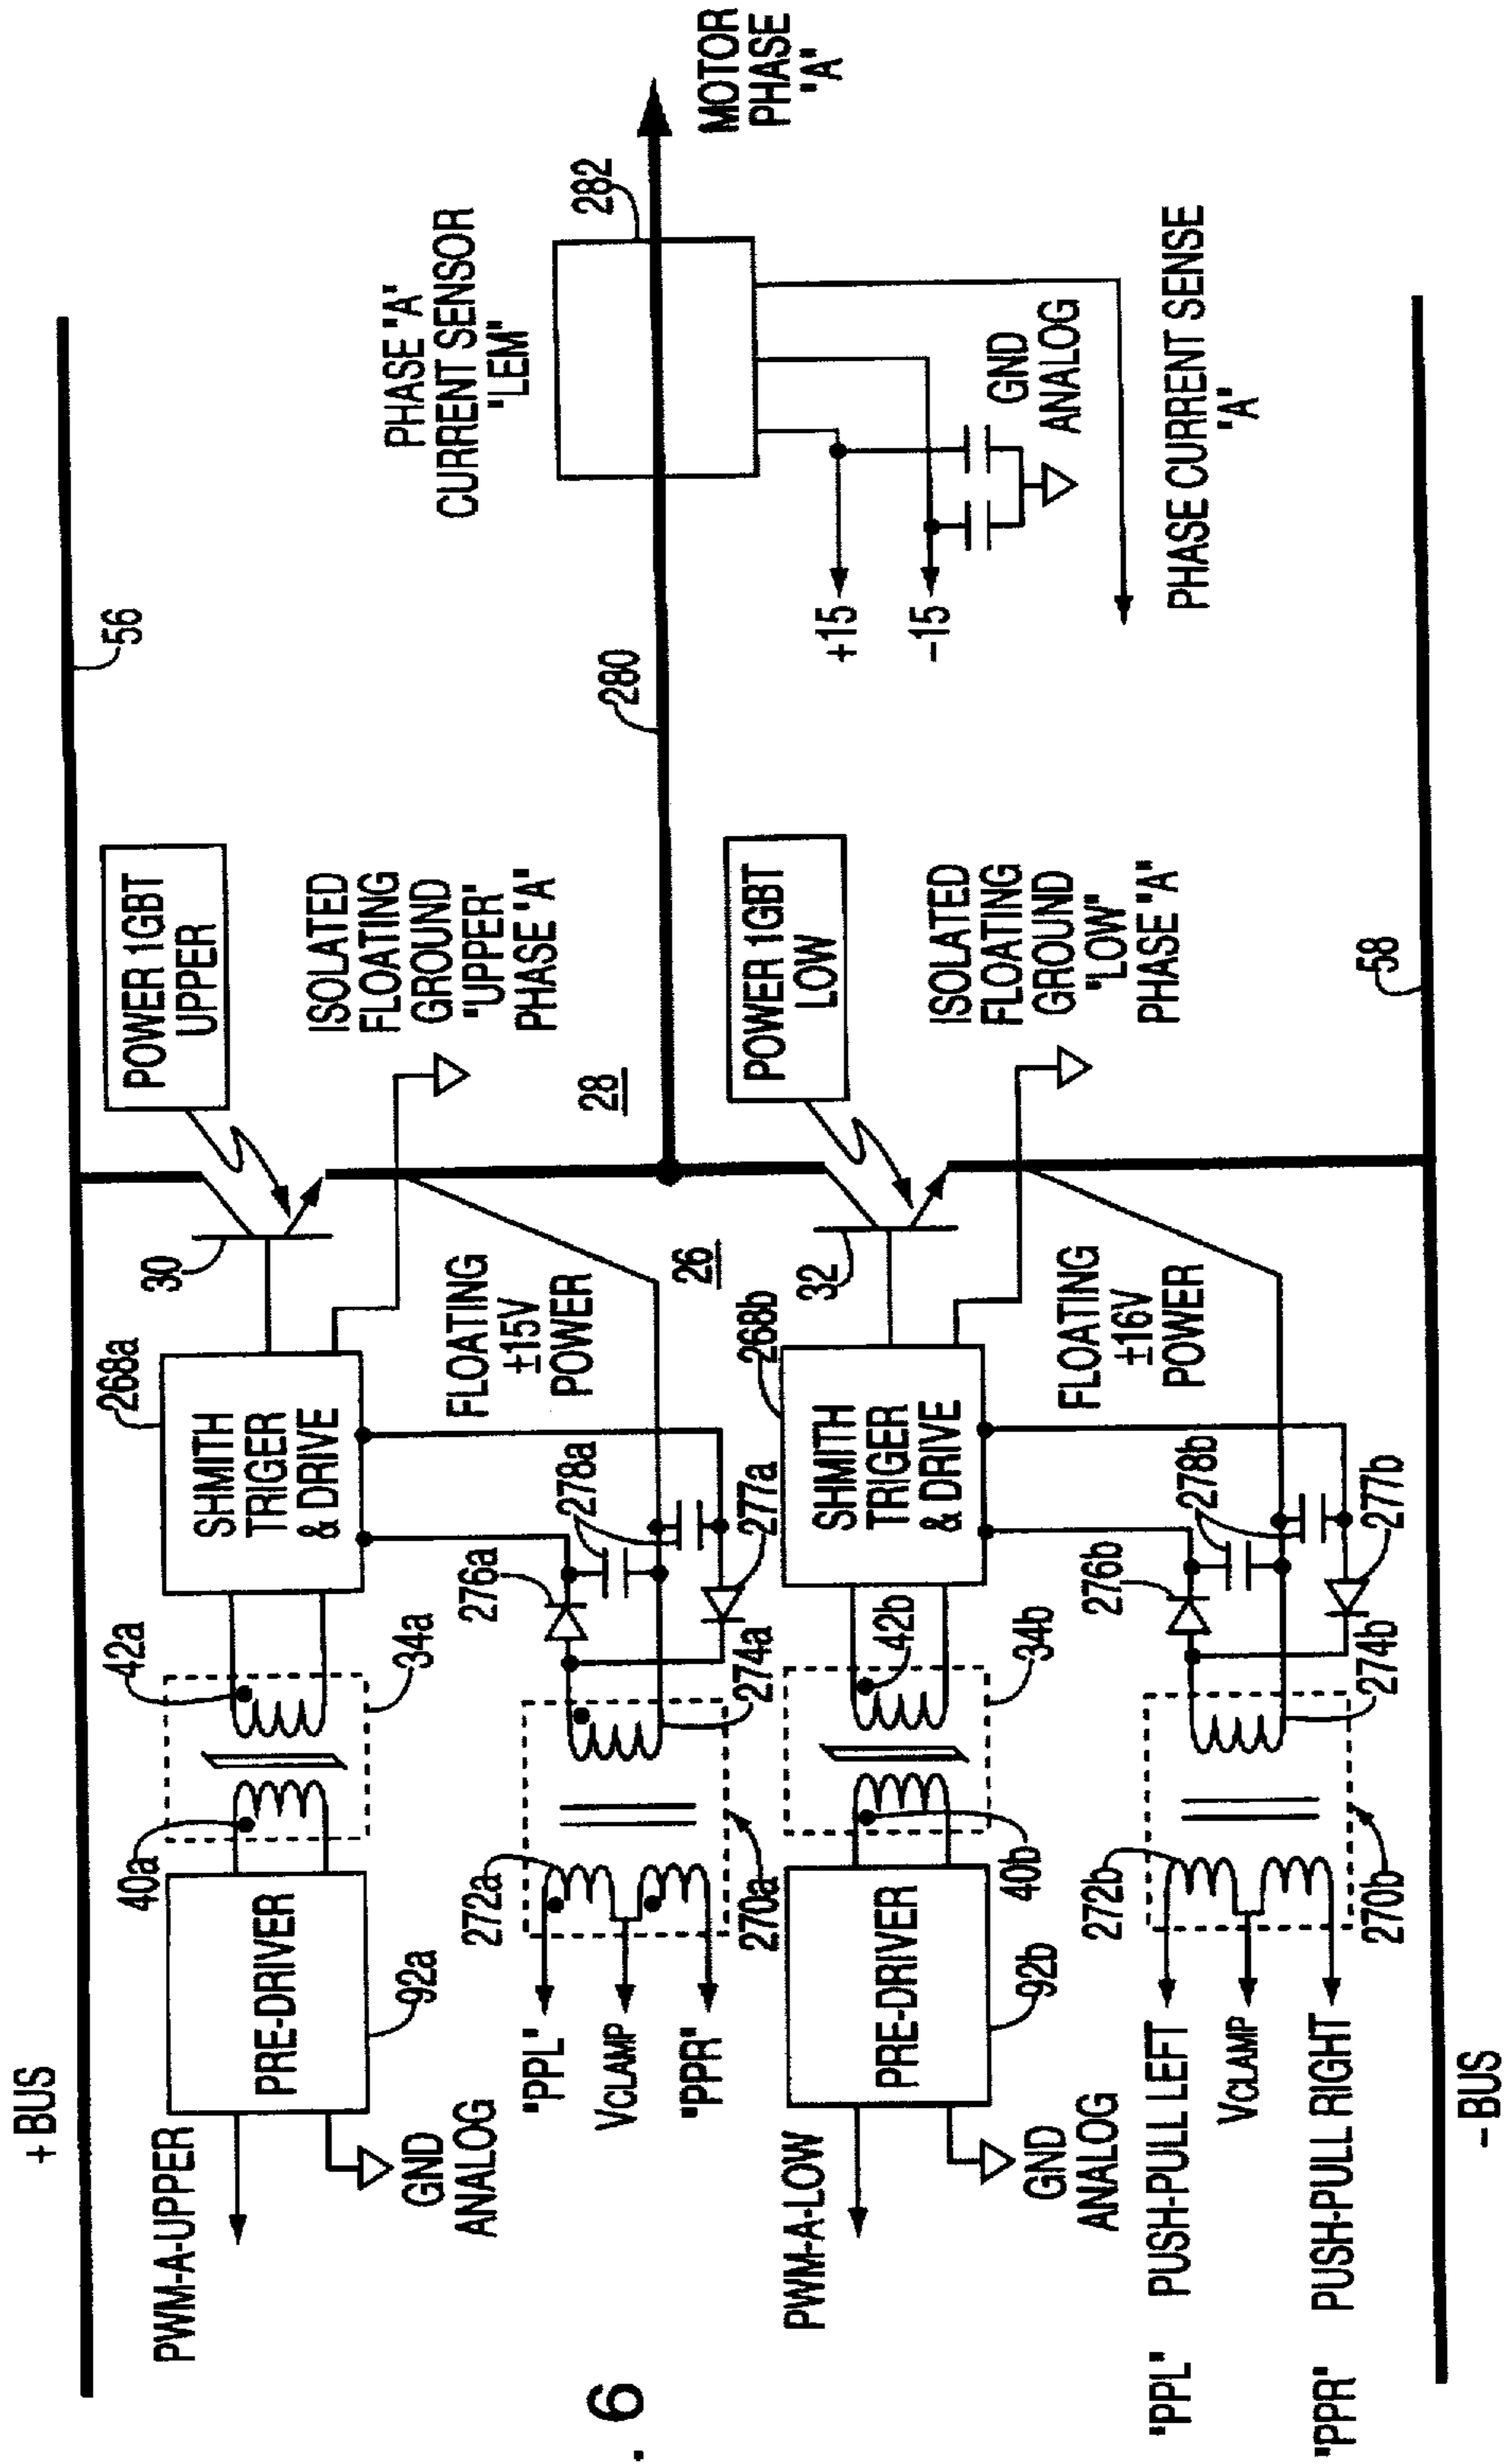 + BUS
56
PWM-A-UPPER
PRE-DRIVER
92a
GND
ANALOG
40a
42a
34a
SHMITH
TRIGER
& DRIVE
268a
30
POWER 1GBT
UPPER
ISOLATED
FLOATING
GROUND
"UPPER"
PHASE "A"
"PPL"
VCLAMP
"PPR"
272a
270a
274a
276a
278a
277a
FLOATING
±15V
POWER
26
28
280
PHASE "A"
CURRENT SENSOR
"LEM"
282
MOTOR
PHASE
"A"
+15
-15
GND
ANALOG
PHASE CURRENT SENSE
"A"
PWM-A-LOW
PRE-DRIVER
92b
GND
ANALOG
40b
42b
34b
SHMITH
TRIGER
& DRIVE
268b
32
POWER 1GBT
LOW
ISOLATED
FLOATING
GROUND
"LOW"
PHASE "A"
"PPL" PUSH-PULL LEFT
VCLAMP
"PPR" PUSH-PULL RIGHT
272b
270b
274b
276b
278b
277b
FLOATING
±16V
POWER
58
- BUS
. 6